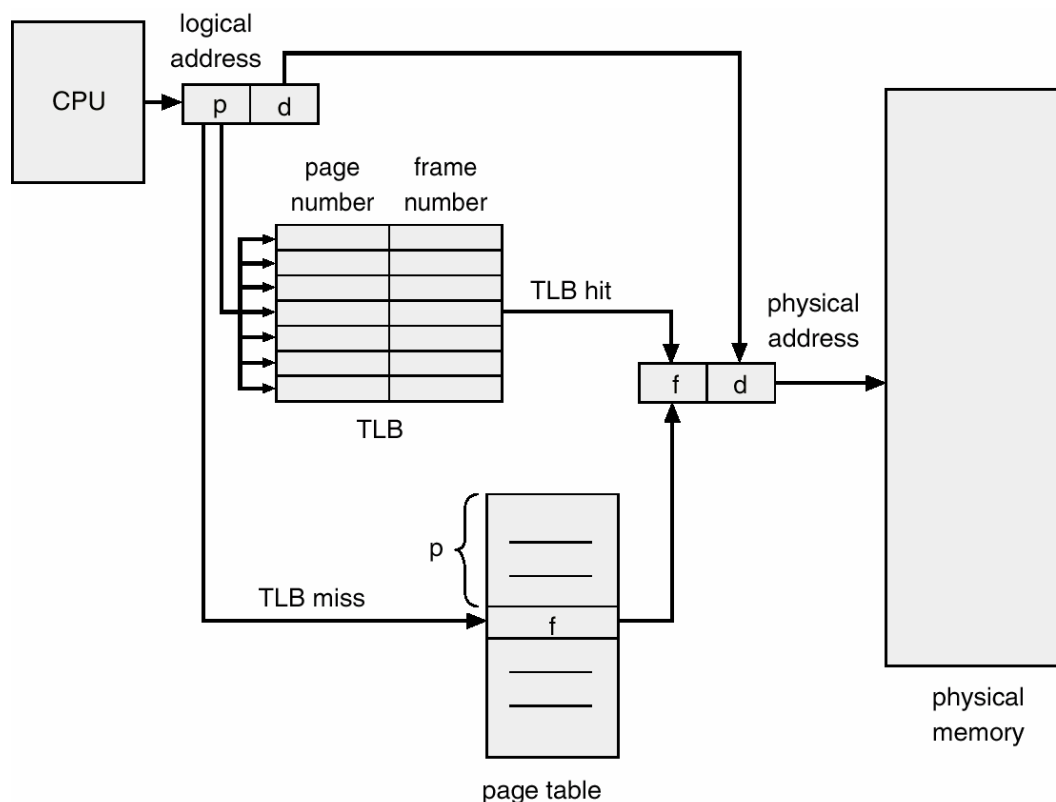 logical
address
CPU
p
d
page
number
frame
number
TLB hit
physical
address
f
d
TLB
p
TLB miss
f
physical
memory
page table